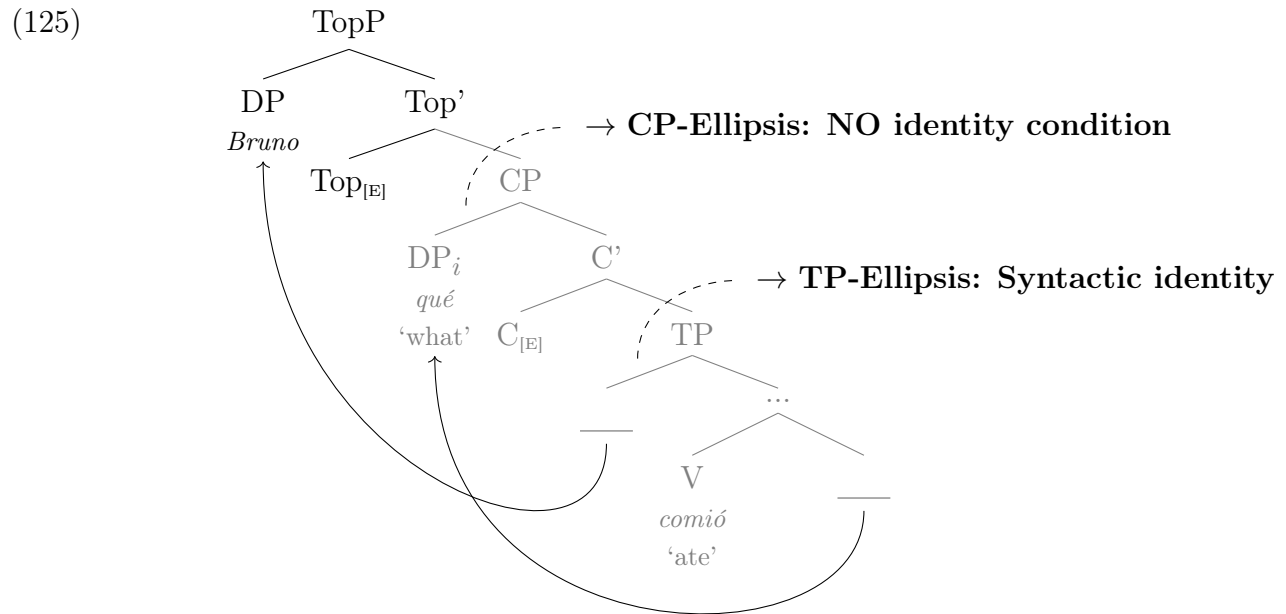 (125)
TopP
DP Top'
Bruno
→ CP-Ellipsis: NO identity condition
Top[E] CP
DPi C'
qué
‘what’
→ TP-Ellipsis: Syntactic identity
C[E] TP
...
V
comió
‘ate’